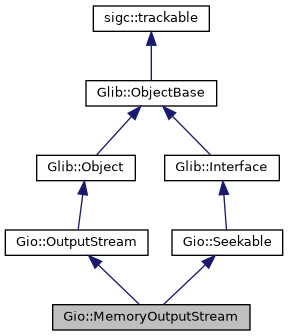 sigc::trackable
Glib::ObjectBase
Glib::Object
Glib::Interface
Gio::OutputStream
Gio::Seekable
Gio::MemoryOutputStream